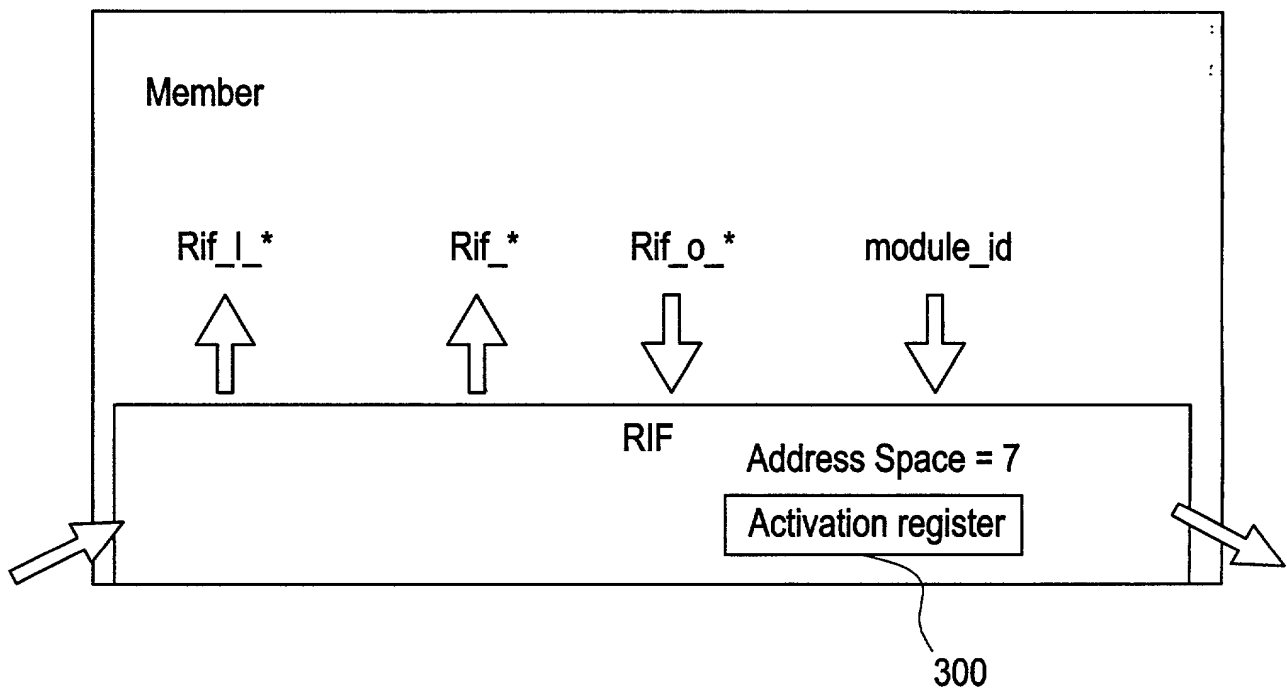 Member
Rif_I_* Rif_* Rif_o_* module_id
RIF
Address Space = 7
Activation register
300